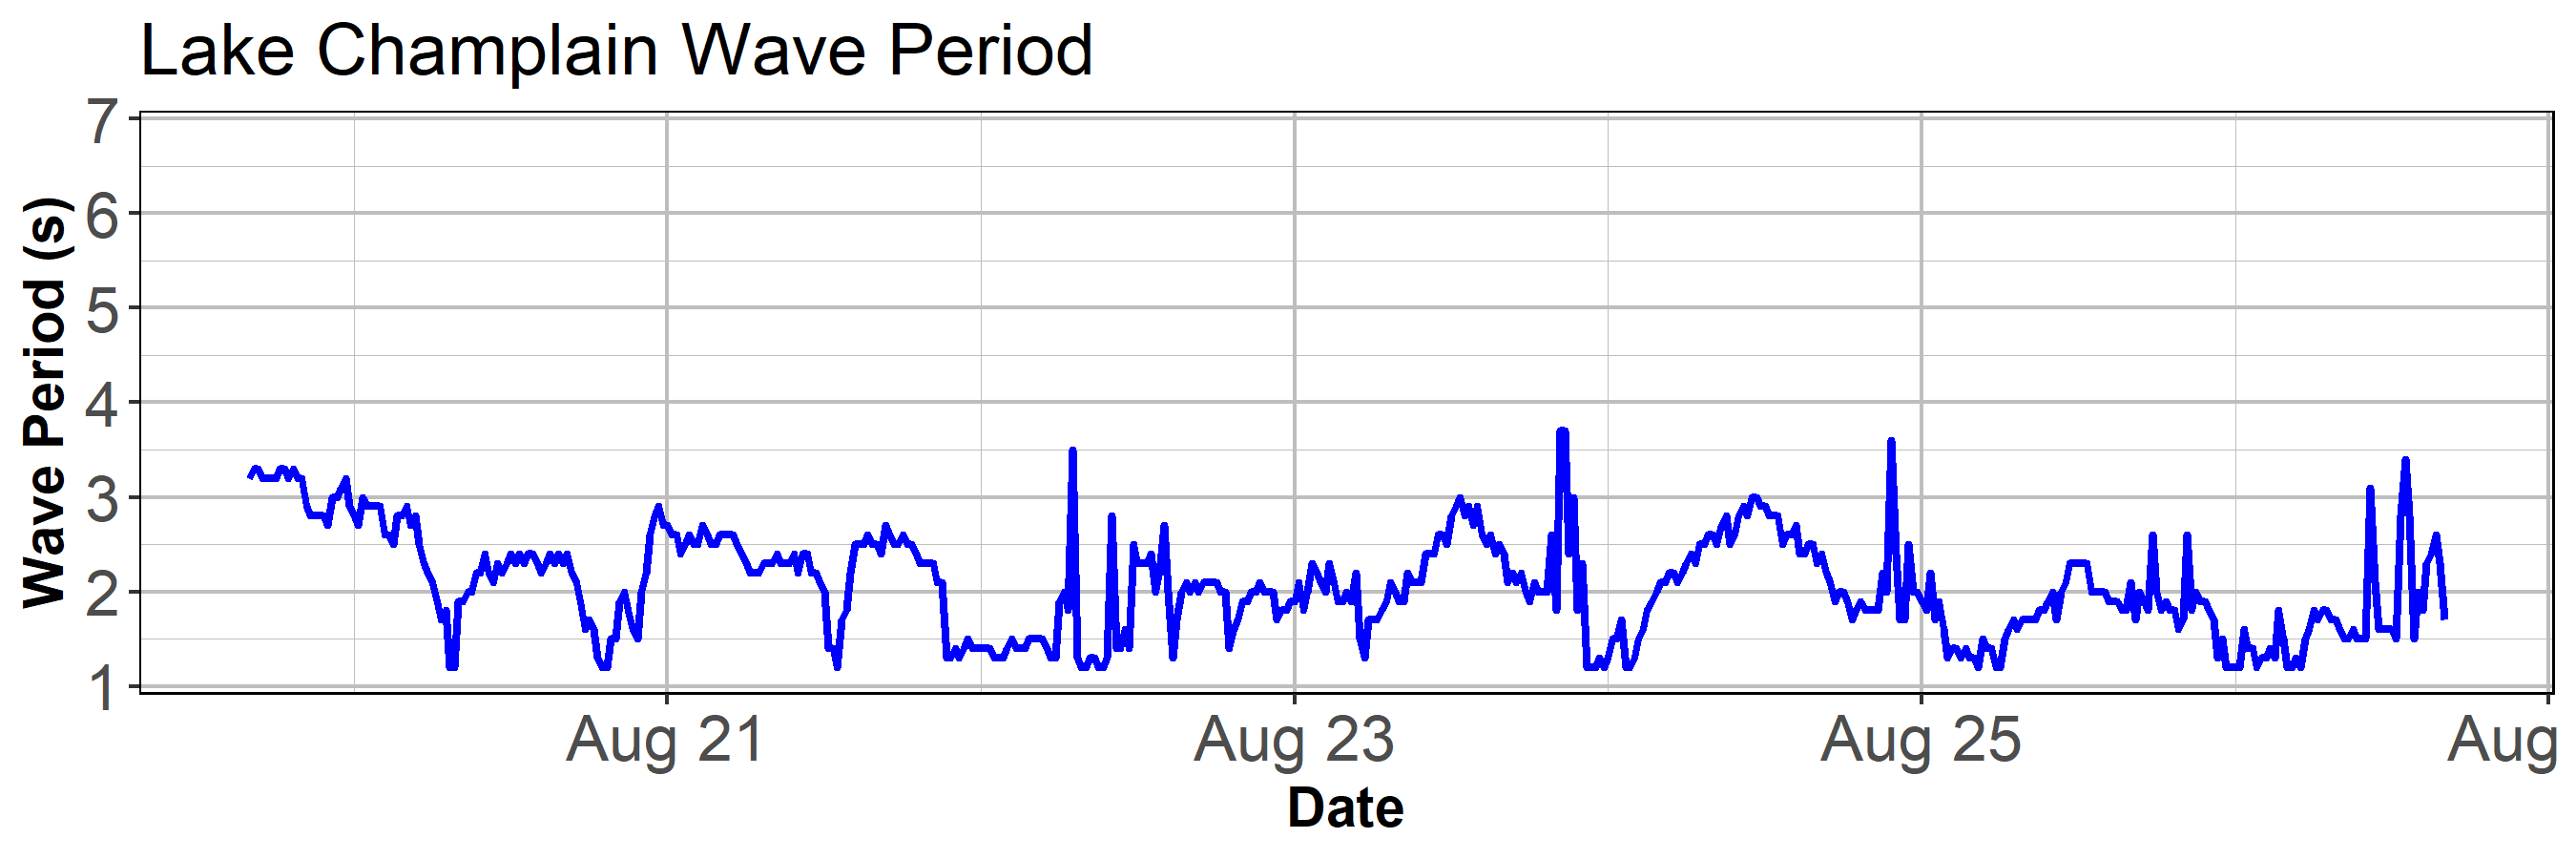 Lake Champlain Wave Period
Wave Period (s)
7
6
5
4
3
2
1
Aug 21
Aug 23
Aug 25
Aug
Date